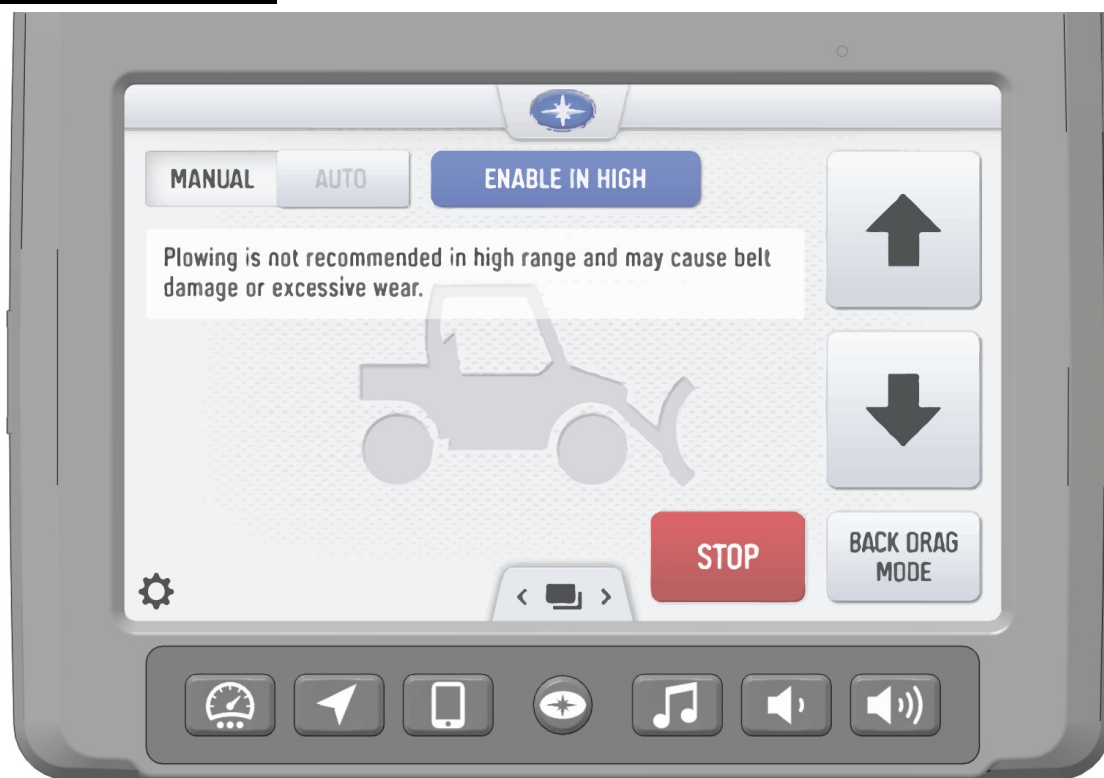 MANUAL
AUTO
ENABLE IN HIGH
Plowing is not recommended in high range and may cause belt
damage or excessive wear.
STOP
BACK DRAG
MODE